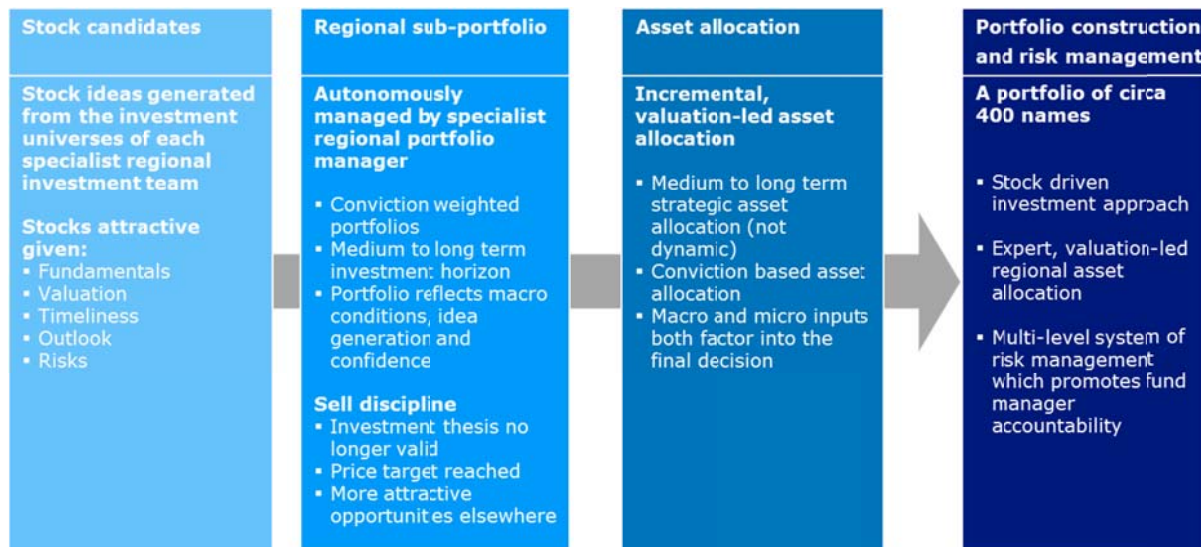 Stock candidates
Stock ideas generated
from the investment
universes of each
specialist regional
investment team
Stocks attractive
given:
▪ Fundamentals
▪ Valuation
▪ Timeliness
▪ Outlook
▪ Risks
Regional sub-portfolio
Autonomously
managed by specialist
regional portfolio
manager
▪ Conviction weighted
portfolios
▪ Medium to long term
investment horizon
▪ Portfolio reflects macro
conditions, idea
generation and
confidence
Sell discipline
▪ Investment thesis no
longer valid
▪ Price target reached
▪ More attractive
opportunities elsewhere
Asset allocation
Incremental,
valuation-led asset
allocation
▪ Medium to long term
strategic asset
allocation (not
dynamic)
▪ Conviction based asset
allocation
▪ Macro and micro inputs
both factor into the
final decision
Portfolio construction
and risk management
A portfolio of circa
400 names
▪ Stock driven
investment approach
▪ Expert, valuation-led
regional asset
allocation
▪ Multi-level system of
risk management
which promotes fund
manager
accountability